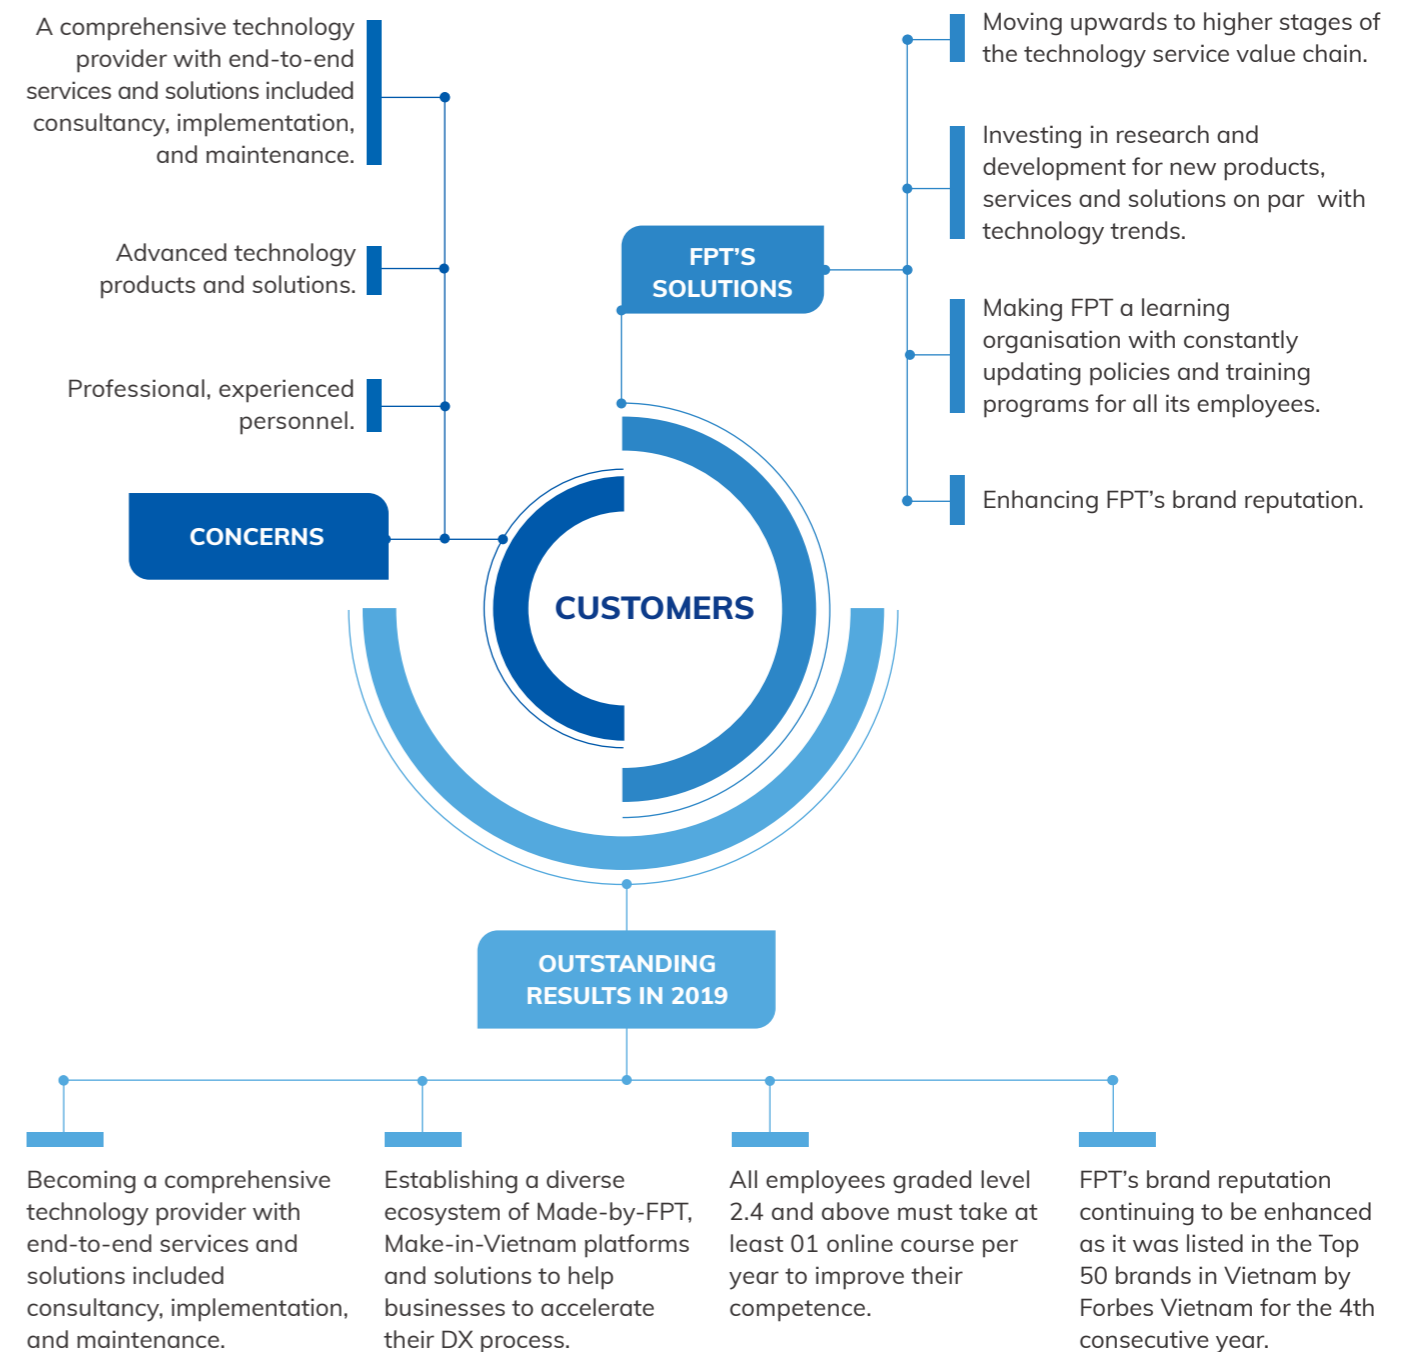 A comprehensive technology
provider with end-to-end
services and solutions included
consultancy, implementation,
and maintenance.
Advanced technology
products and solutions.
Professional, experienced
personnel.
CONCERNS
CUSTOMERS
FPT’S
SOLUTIONS
Moving upwards to higher stages of
the technology service value chain.
Investing in research and
development for new products,
services and solutions on par with
technology trends.
Making FPT a learning
organisation with constantly
updating policies and training
programs for all its employees.
Enhancing FPT’s brand reputation.
OUTSTANDING
RESULTS IN 2019
Becoming a comprehensive
technology provider with
end-to-end services and
solutions included
consultancy, implementation,
and maintenance.
Establishing a diverse
ecosystem of Made-by-FPT,
Make-in-Vietnam platforms
and solutions to help
businesses to accelerate
their DX process.
All employees graded level
2.4 and above must take at
least 01 online course per
year to improve their
competence.
FPT’s brand reputation
continuing to be enhanced
as it was listed in the Top
50 brands in Vietnam by
Forbes Vietnam for the 4th
consecutive year.